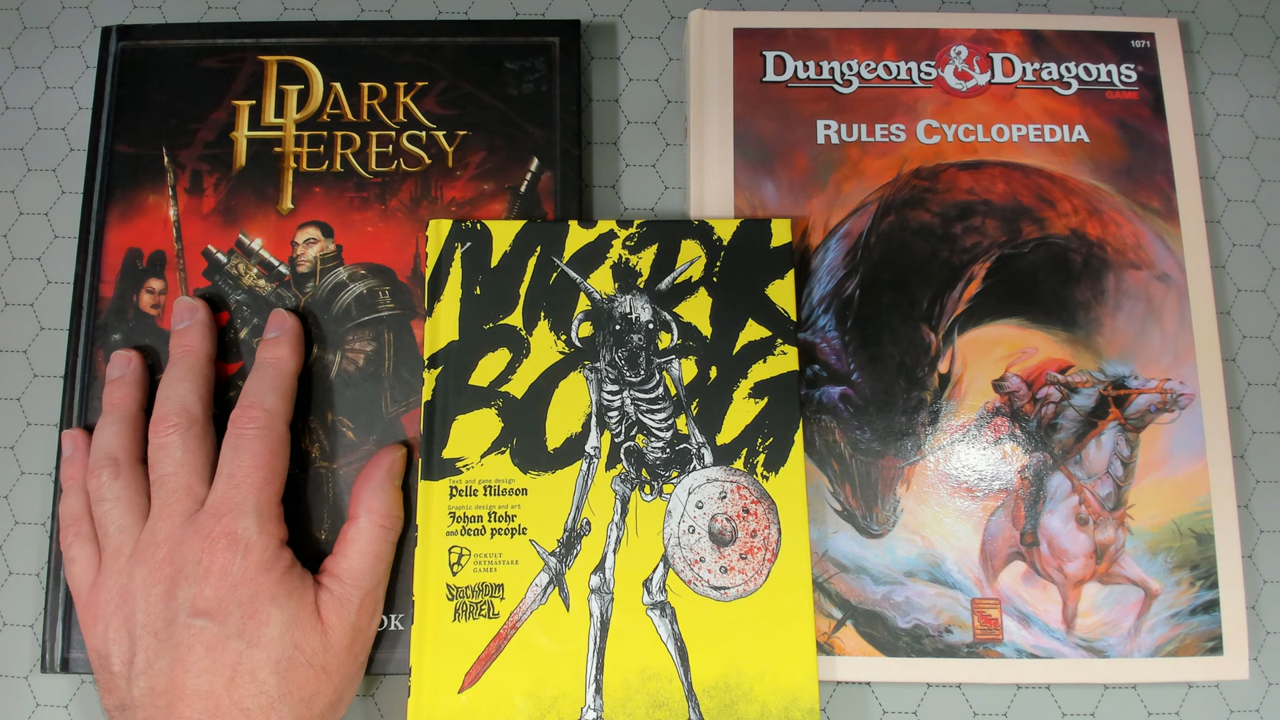 DARK
HERESY
1071
Dungeons & Dragons
GAME
RULES CYCLOPEDIA
MÖRK
BORG
Text and game design
Pelle Nilsson
Graphic design and art
Johan Nohr
and dead people
OCKULT
ÖRTMÄSTARE
GAMES
STOCKHOLM
KARTELL
OK